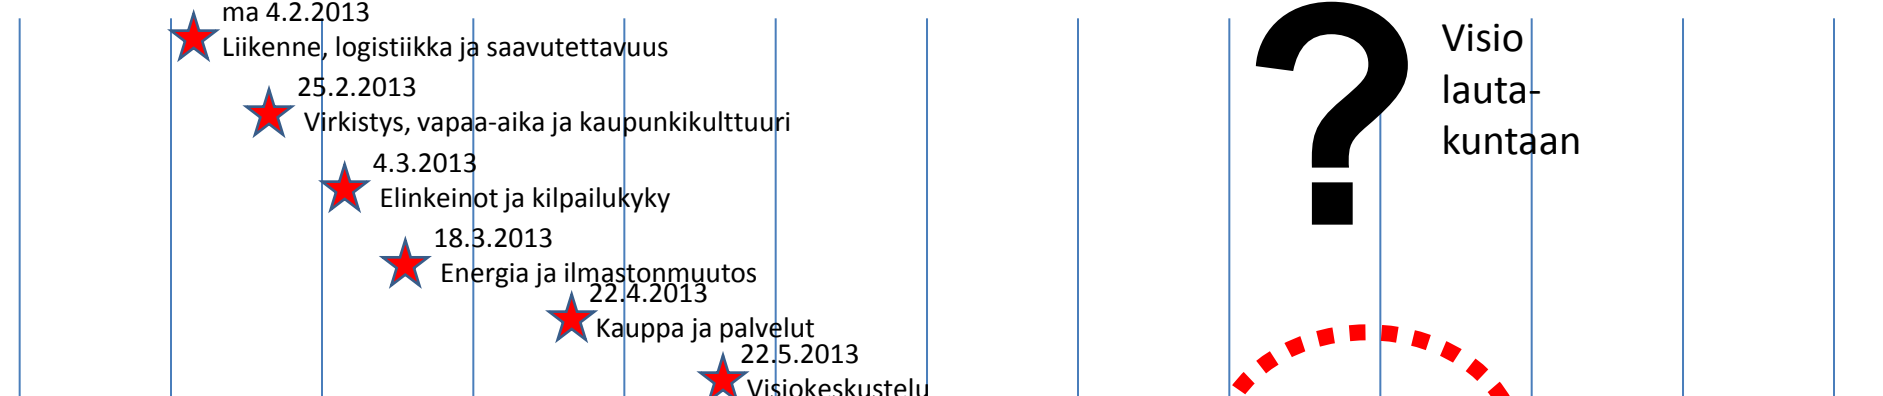 ma 4.2.2013
Liikenne, logistiikka ja saavutettavuus
25.2.2013
Virkistys, vapaa-aika ja kaupunkikulttuuri
4.3.2013
Elinkeinot ja kilpailukyky
18.3.2013
Energia ja ilmastonmuutos
22.4.2013
Kauppa ja palvelut
22.5.2013
Visiokeskustelu
?
Visio
lauta-
kuntaan